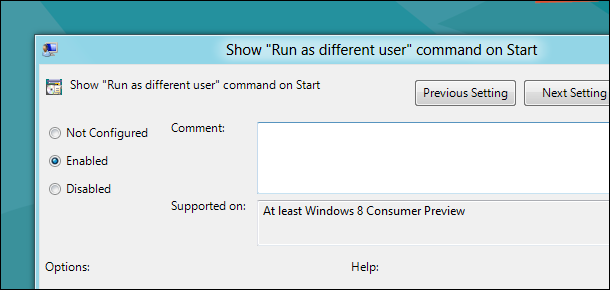 Show "Run as different user" command on Start
Show "Run as different user" command on Start
Previous Setting
Next Setting
Not Configured
Comment:
Enabled
Disabled
Supported on:
At least Windows 8 Consumer Preview
Options:
Help: